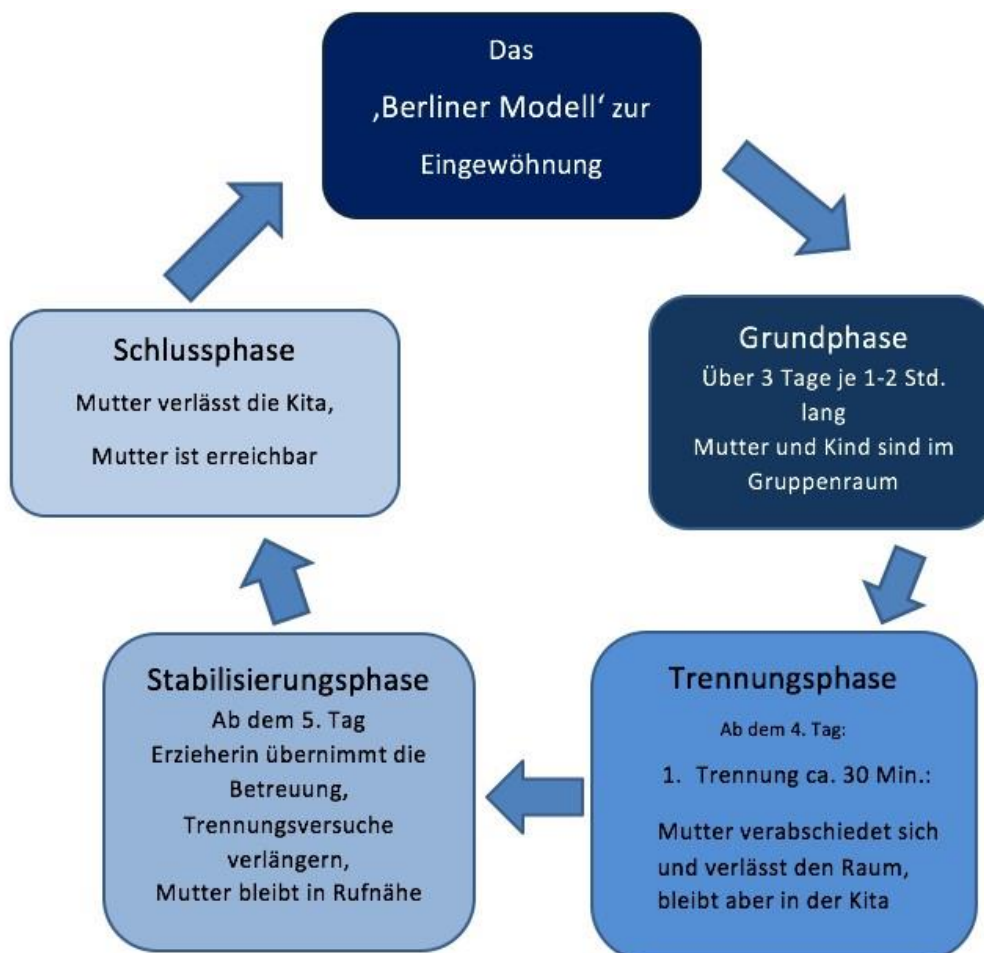 Das
‚Berliner Modell‘ zur
Eingewöhnung
Grundphase
Über 3 Tage je 1-2 Std.
lang
Mutter und Kind sind im
Gruppenraum
Trennungsphase
Ab dem 4. Tag:
1. Trennung ca. 30 Min.:
Mutter verabschiedet sich
und verlässt den Raum,
bleibt aber in der Kita
Stabilisierungsphase
Ab dem 5. Tag
Erzieherin übernimmt die
Betreuung,
Trennungsversuche
verlängern,
Mutter bleibt in Rufnähe
Schlussphase
Mutter verlässt die Kita,
Mutter ist erreichbar